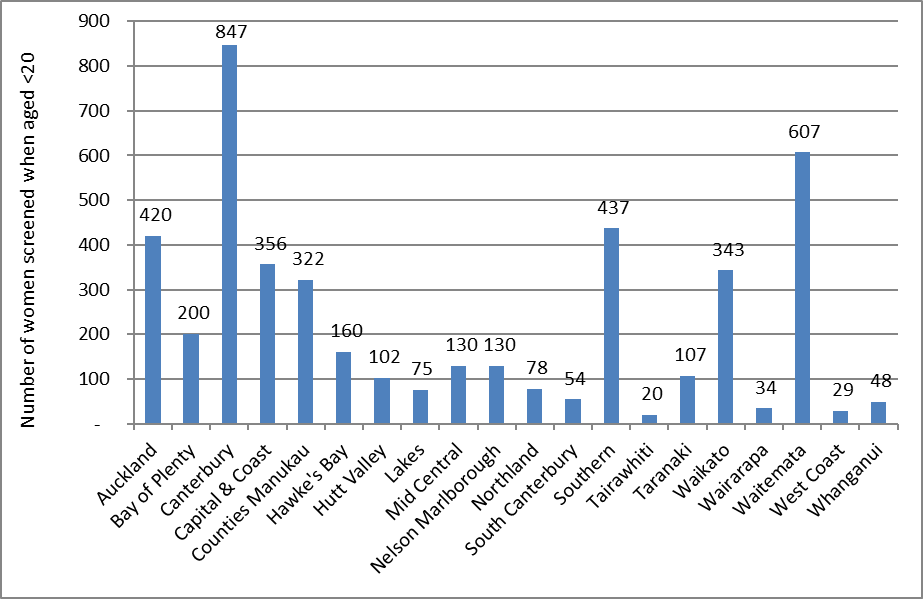 Number of women screened when aged <20
900
800
700
600
500
400
300
200
100
-
420
200
847
356
322
160
102
75
130
130
78
54
437
20
107
343
34
607
29
48
Auckland
Bay of Plenty
Canterbury
Capital & Coast
Counties Manukau
Hawke's Bay
Hutt Valley
Lakes
Mid Central
Nelson Marlborough
Northland
South Canterbury
Southern
Tairawhiti
Taranaki
Waikato
Wairarapa
Waitemata
West Coast
Whanganui